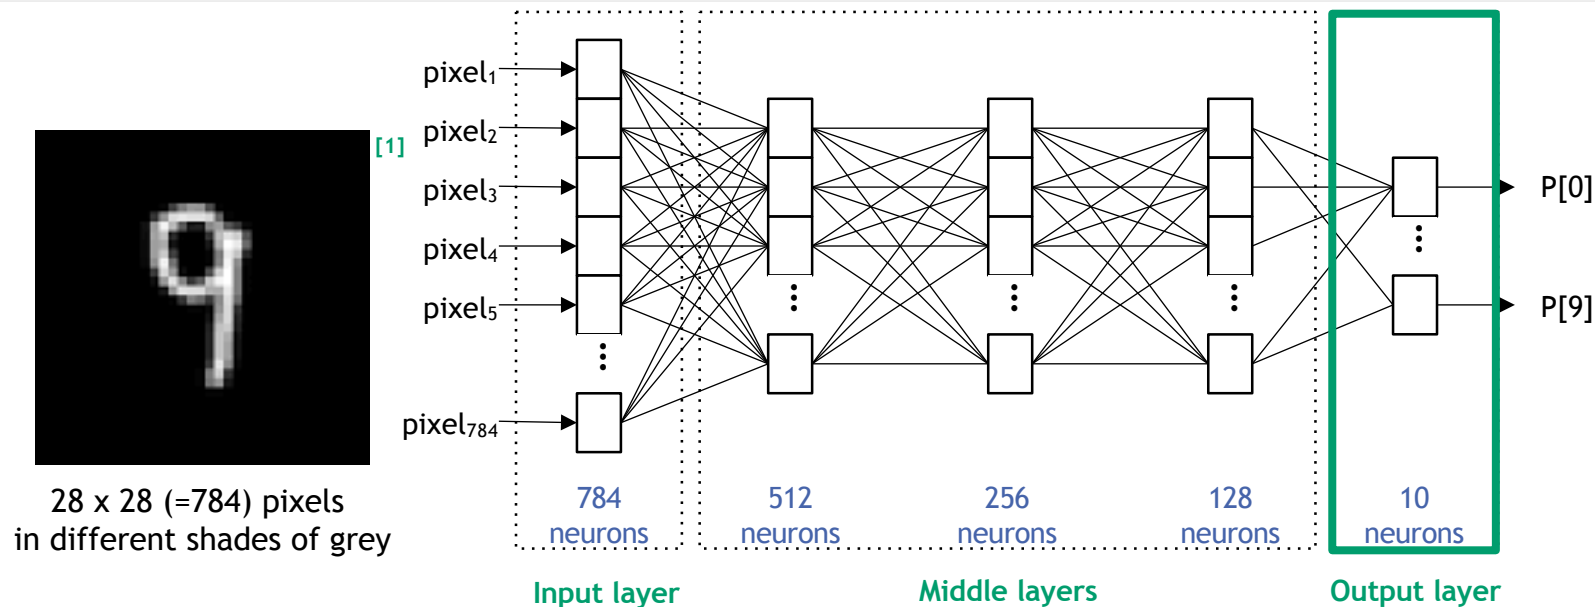 [1]
pixel₁
pixel₂
pixel₃
pixel₄
pixel₅
pixel₇₈₄
P[0]
P[9]
28 x 28 (=784) pixels
in different shades of grey
784
neurons
512
neurons
256
neurons
128
neurons
10
neurons
Input layer
Middle layers
Output layer